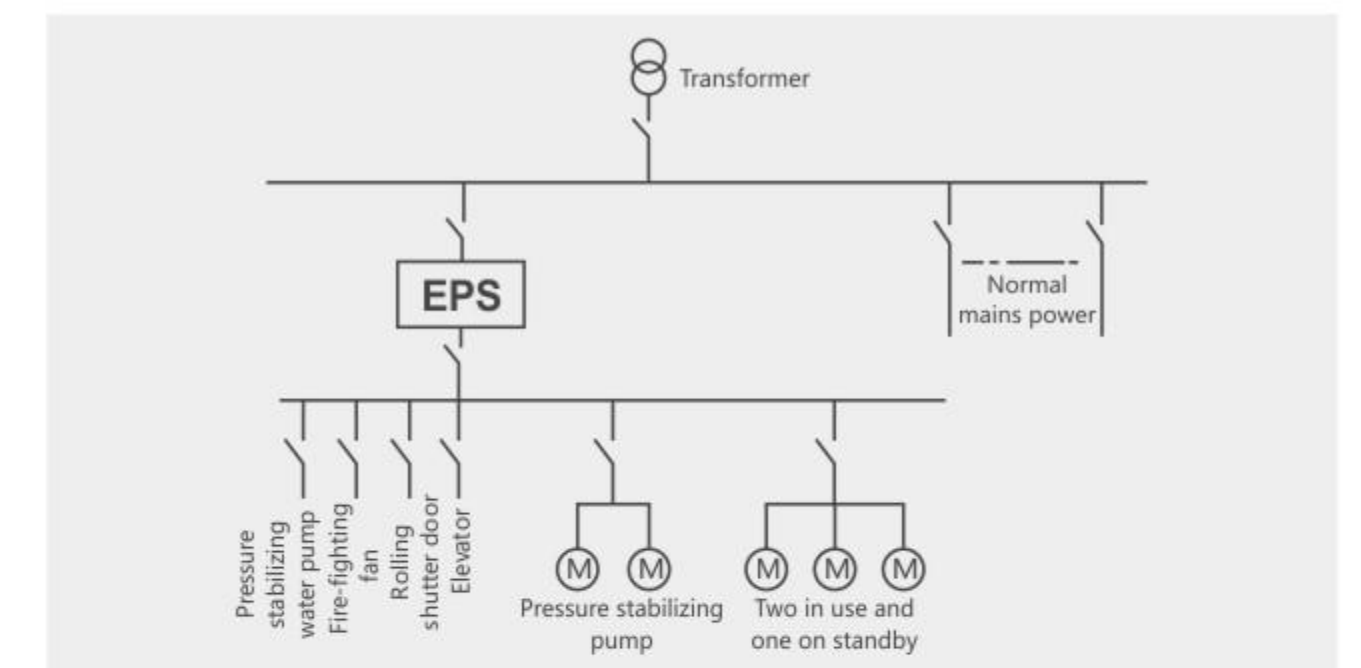 Transformer
EPS
Normal
mains power
Pressure
stabilizing
water pump
Fire-fighting
fan
Rolling
shutter door
Elevator
M
M
M
M
M
Pressure stabilizing
pump
Two in use and
one on standby